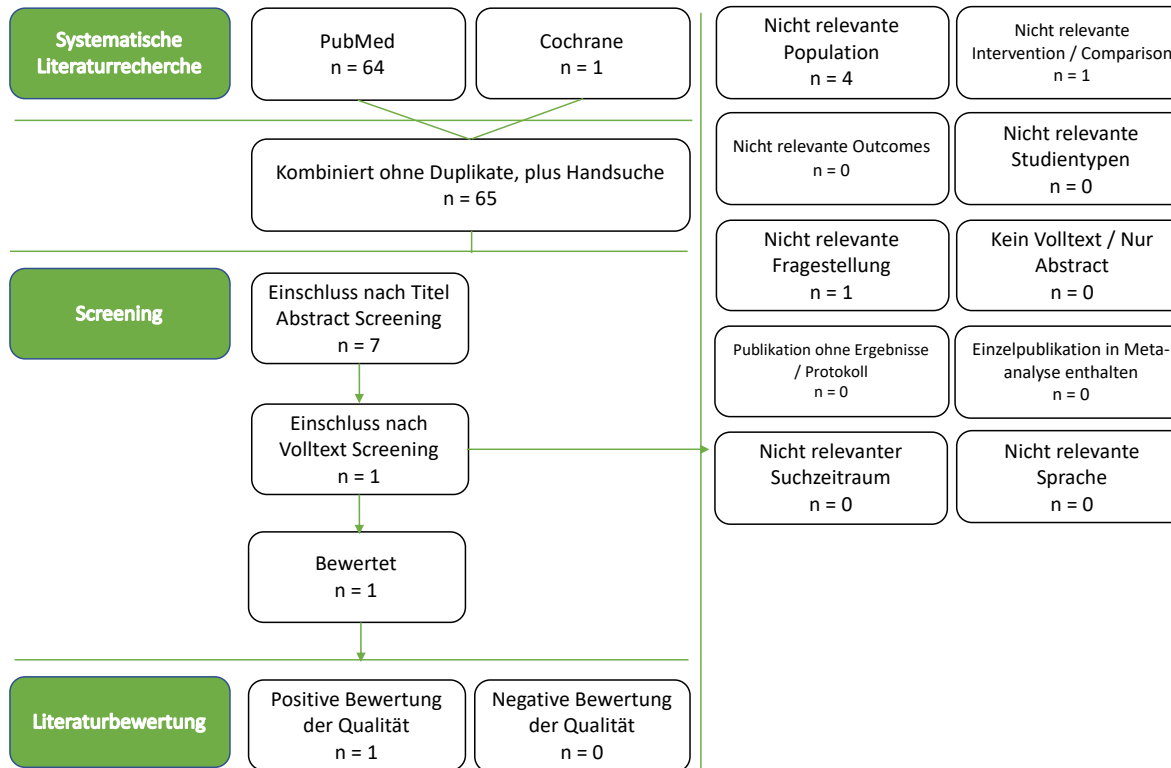 Systematische
Literaturrecherche
PubMed
n = 64
Cochrane
n = 1
Kombiniert ohne Duplikate, plus Handsuche
n = 65
Screening
Einschluss nach Titel
Abstract Screening
n = 7
Einschluss nach
Volltext Screening
n = 1
Bewertet
n = 1
Literaturbewertung
Positive Bewertung
der Qualität
n = 1
Negative Bewertung
der Qualität
n = 0
Nicht relevante
Population
n = 4
Nicht relevante
Intervention / Comparison
n = 1
Nicht relevante Outcomes
n = 0
Nicht relevante
Studientypen
n = 0
Nicht relevante
Fragestellung
n = 1
Kein Volltext / Nur
Abstract
n = 0
Publikation ohne Ergebnisse
/ Protokoll
n = 0
Einzelpublikation in Meta-
analyse enthalten
n = 0
Nicht relevanter
Suchzeitraum
n = 0
Nicht relevante
Sprache
n = 0